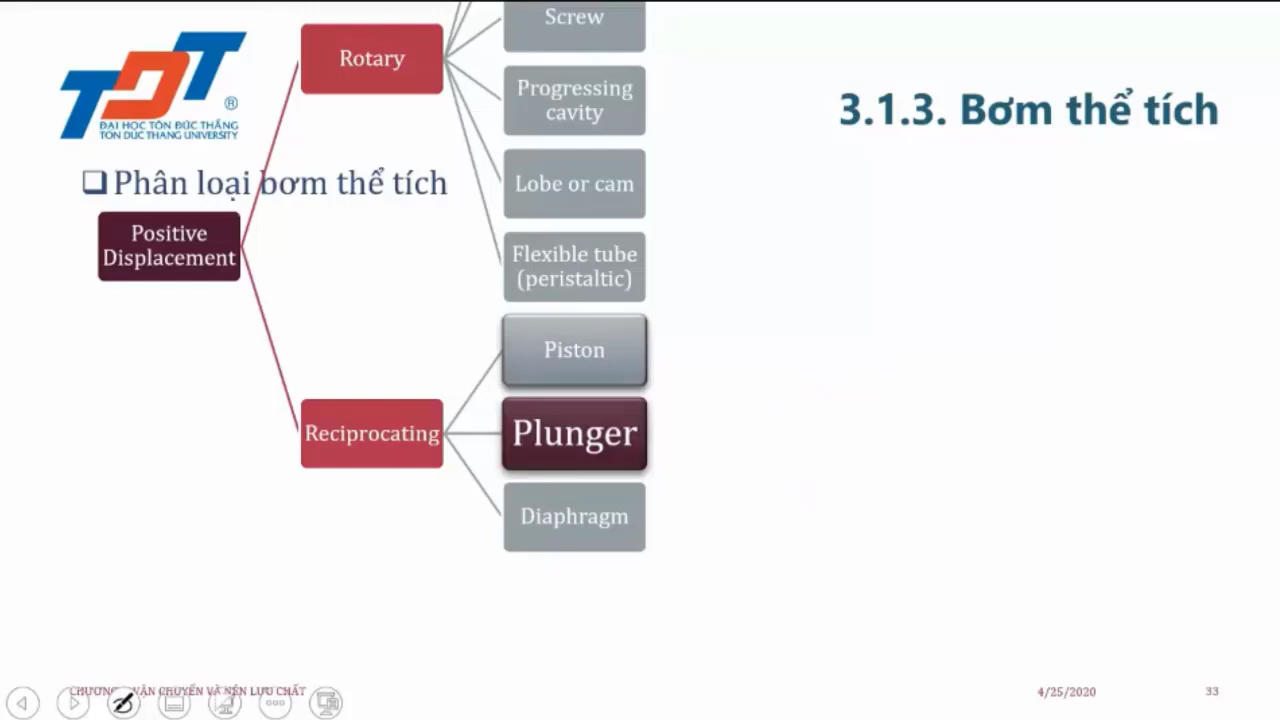 Screw
Rotary
TDT
®
ĐẠI HỌC TÔN ĐỨC THẮNG
TON DUC THANG UNIVERSITY
Progressing
cavity
3.1.3. Bơm thể tích
Lobe or cam
❑ Phân loại bơm thể tích
Positive
Displacement
Flexible tube
(peristaltic)
Piston
Reciprocating
Plunger
Diaphragm
VẬN CHUYỂN VÀ NÉN LƯU CHẤT
4/25/2020
33